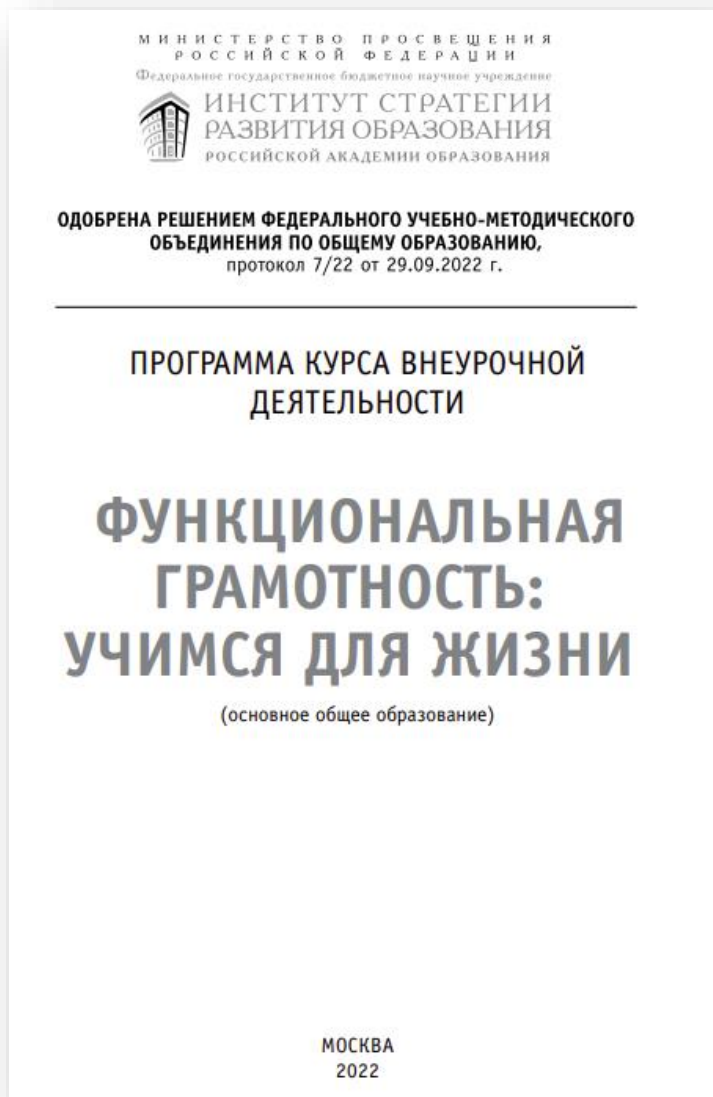 МИНИСТЕРСТВО ПРОСВЕЩЕНИЯ
РОССИЙСКОЙ ФЕДЕРАЦИИ
Федеральное государственное бюджетное научное учреждение
ИНСТИТУТ СТРАТЕГИИ
РАЗВИТИЯ ОБРАЗОВАНИЯ
РОССИЙСКОЙ АКАДЕМИИ ОБРАЗОВАНИЯ
ОДОБРЕНА РЕШЕНИЕМ ФЕДЕРАЛЬНОГО УЧЕБНО-МЕТОДИЧЕСКОГО
ОБЪЕДИНЕНИЯ ПО ОБЩЕМУ ОБРАЗОВАНИЮ,
протокол 7/22 от 29.09.2022 г.
ПРОГРАММА КУРСА ВНЕУРОЧНОЙ
ДЕЯТЕЛЬНОСТИ
ФУНКЦИОНАЛЬНАЯ
ГРАМОТНОСТЬ:
УЧИМСЯ ДЛЯ ЖИЗНИ
(основное общее образование)
МОСКВА
2022